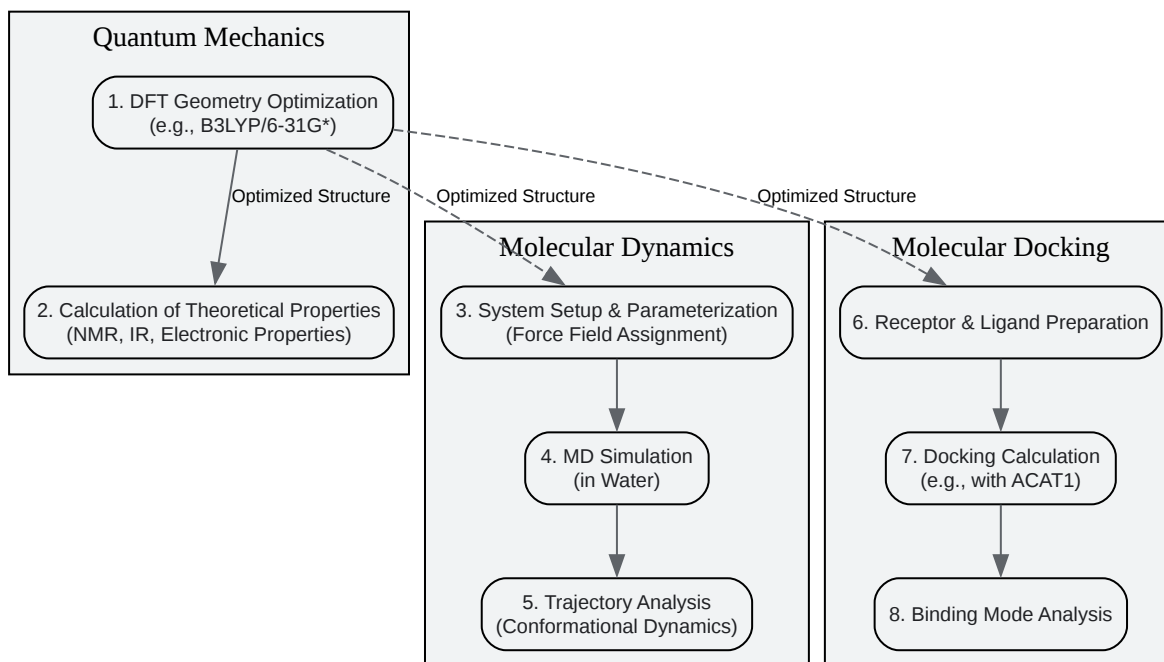 Quantum Mechanics
1. DFT Geometry Optimization
(e.g., B3LYP/6-31G*)
Optimized Structure
Optimized Structure
Optimized Structure
2. Calculation of Theoretical Properties
(NMR, IR, Electronic Properties)
Molecular Dynamics
3. System Setup & Parameterization
(Force Field Assignment)
4. MD Simulation
(in Water)
5. Trajectory Analysis
(Conformational Dynamics)
Molecular Docking
6. Receptor & Ligand Preparation
7. Docking Calculation
(e.g., with ACAT1)
8. Binding Mode Analysis